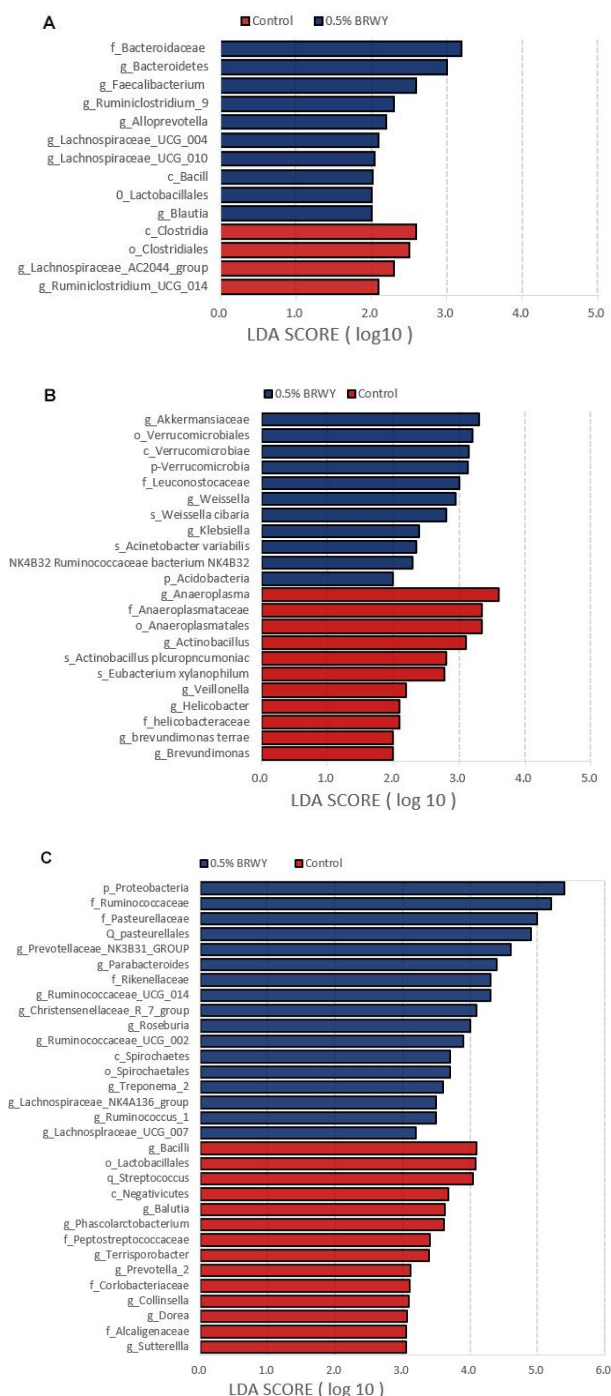 A
Control 0.5% BRWY
f_Bacteroidaceae
g_Bacteroidetes
g_Faecalibacterium
g_Ruminiclostridium_9
g_Alloprevotella
g_Lachnospiraceae_UCG_004
g_Lachnospiraceae_UCG_010
c_Bacill
0_Lactobacillales
g_Blautia
c_Clostridia
o_Clostridiales
g_Lachnospiraceae_AC2044_group
g_Ruminiclostridium_UCG_014
0.0 1.0 2.0 3.0 4.0 5.0
LDA SCORE ( log10 )
B
0.5% BRWY Control
g_Akkermansiaceae
o_Verrucomicrobiales
c_Verrucomicrobiae
p-Verrucomicrobia
f_Leuconostocaceae
g_Weissella
s_Weissella cibaria
g_Klebsiella
s_Acinetobacter variabilis
NK4B32 Ruminococcaceae bacterium NK4B32
p_Acidobacteria
g_Anaeroplasma
f_Anaeroplasmataceae
o_Anaeroplasmatales
g_Actinobacillus
s_Actinobacillus plcuropncumoniac
s_Eubacterium xylanophilum
g_Veillonella
g_Helicobacter
f_helicobacteraceae
g_brevundimonas terrae
g_Brevundimonas
0.0 1.0 2.0 3.0 4.0 5.0
LDA SCORE ( log 10 )
C
0.5% BRWY Control
p_Proteobacteria
f_Ruminococcaceae
f_Pasteurellaceae
Q_pasteurellales
g_Prevotellaceae_NK3B31_GROUP
g_Parabacteroides
f_Rikenellaceae
g_Ruminococcaceae_UCG_014
g_Christensenellaceae_R_7_group
g_Roseburia
g_Ruminococcaceae_UCG_002
c_Spirochaetes
o_Spirochaetales
g_Treponema_2
g_Lachnospiraceae_NK4A136_group
g_Ruminococcus_1
g_Lachnosplraceae_UCG_007
g_Bacilli
o_Lactobacillales
q_Streptococcus
c_Negativicutes
g_Balutia
g_Phascolarctobacterium
f_Peptostreptococcaceae
g_Terrisporobacter
g_Prevotella_2
f_Corlobacteriaceae
g_Collinsella
g_Dorea
f_Alcaligenaceae
g_Sutterellla
0.0 1.0 2.0 3.0 4.0 5.0 6.0
LDA SCORE ( log 10 )